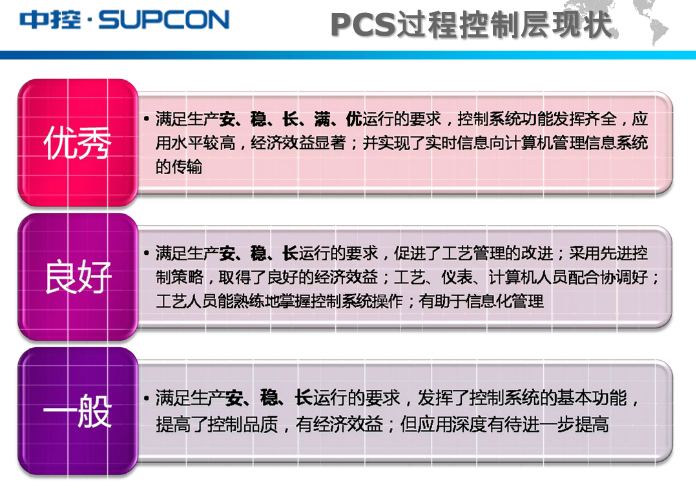 中控·SUPCON
PCS过程控制层现状
优秀
•满足生产安、稳、长、满、优运行的要求，控制系统功能发挥齐全，应
用水平较高，经济效益显著；并实现了实时信息向计算机管理信息系统
的传输
良好
•满足生产安、稳、长运行的要求，促进了工艺管理的改进；采用先进控
制策略，取得了良好的经济效益；工艺、仪表、计算机人员配合协调好；
工艺人员能熟练地掌握控制系统操作；有助于信息化管理
一般
•满足生产安、稳、长运行的要求，发挥了控制系统的基本功能，
提高了控制品质，有经济效益；但应用深度有待进一步提高